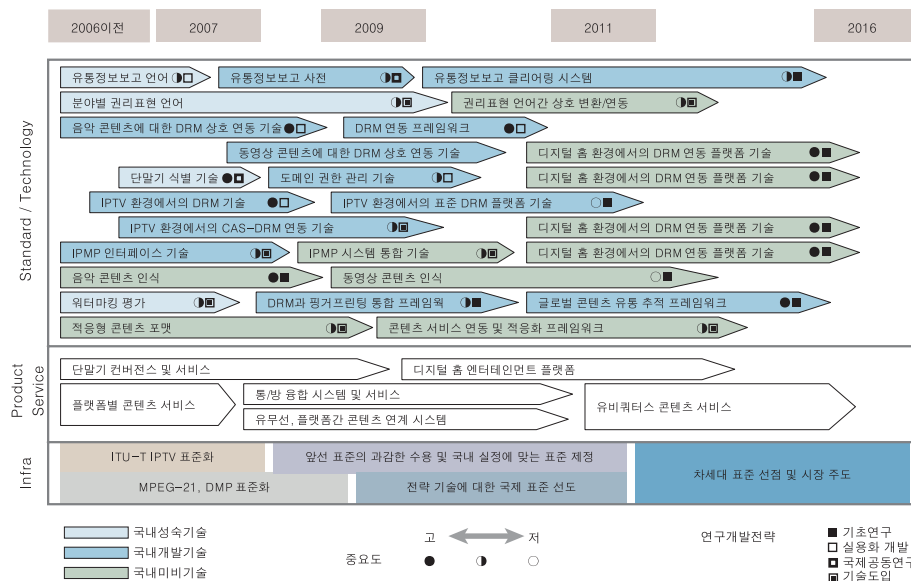 2006이전 2007 2009 2011 2016
Standard / Technology
유통정보보고 언어 유통정보보고 사전 유통정보보고 클리어링 시스템
분야별 권리표현 언어 권리표현 언어간 상호 변환/연동
음악 콘텐츠에 대한 DRM 상호 연동 기술 DRM 연동 프레임워크
동영상 콘텐츠에 대한 DRM 상호 연동 기술 디지털 홈 환경에서의 DRM 연동 플랫폼 기술
단말기 식별 기술 도메인 권한 관리 기술 디지털 홈 환경에서의 DRM 연동 플랫폼 기술
IPTV 환경에서의 DRM 기술 IPTV 환경에서의 표준 DRM 플랫폼 기술
IPTV 환경에서의 CAS-DRM 연동 기술 디지털 홈 환경에서의 DRM 연동 플랫폼 기술
IPMP 인터페이스 기술 IPMP 시스템 통합 기술 디지털 홈 환경에서의 DRM 연동 플랫폼 기술
음악 콘텐츠 인식 동영상 콘텐츠 인식
워터마킹 평가 DRM과 핑거프린팅 통합 프레임웍 글로벌 콘텐츠 유통 추적 프레임워크
적응형 콘텐츠 포맷 콘텐츠 서비스 연동 및 적응화 프레임워크
Product
Service
단말기 컨버전스 및 서비스 디지털 홈 엔터테인먼트 플랫폼
플랫폼별 콘텐츠 서비스 통/방 융합 시스템 및 서비스 유비쿼터스 콘텐츠 서비스
유무선, 플랫폼간 콘텐츠 연계 시스템
Infra
ITU-T IPTV 표준화 앞선 표준의 과감한 수용 및 국내 실정에 맞는 표준 제정 차세대 표준 선점 및 시장 주도
MPEG-21, DMP 표준화 전략 기술에 대한 국제 표준 선도
국내성숙기술 고 저 연구개발전략 기초연구
국내개발기술 중요도 실용화 개발
국내미비기술 국제공동연구
기술도입